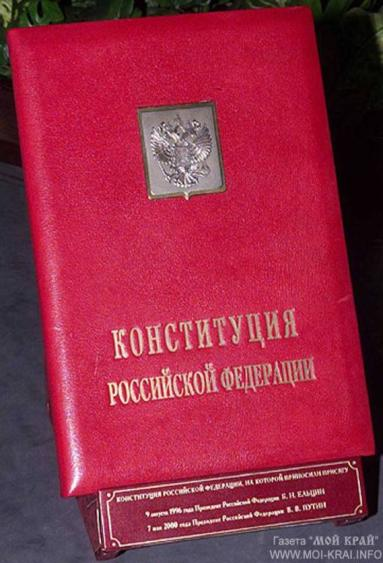 КОНСТИТУЦИЯ
РОССИЙСКОЙ ФЕДЕРАЦИИ
КОНСТИТУЦИЯ РОССИЙСКОЙ ФЕДЕРАЦИИ, НА КОТОРОЙ ПРИНОСИЛИ ПРИСЯГУ
9 августа 1996 года Президент Российской Федерации Б. Н. ЕЛЬЦИН
7 мая 2000 года Президент Российской Федерации В. В. ПУТИН
Газета "МОЙ КРАЙ"
WWW.MOI-KRAI.INFO